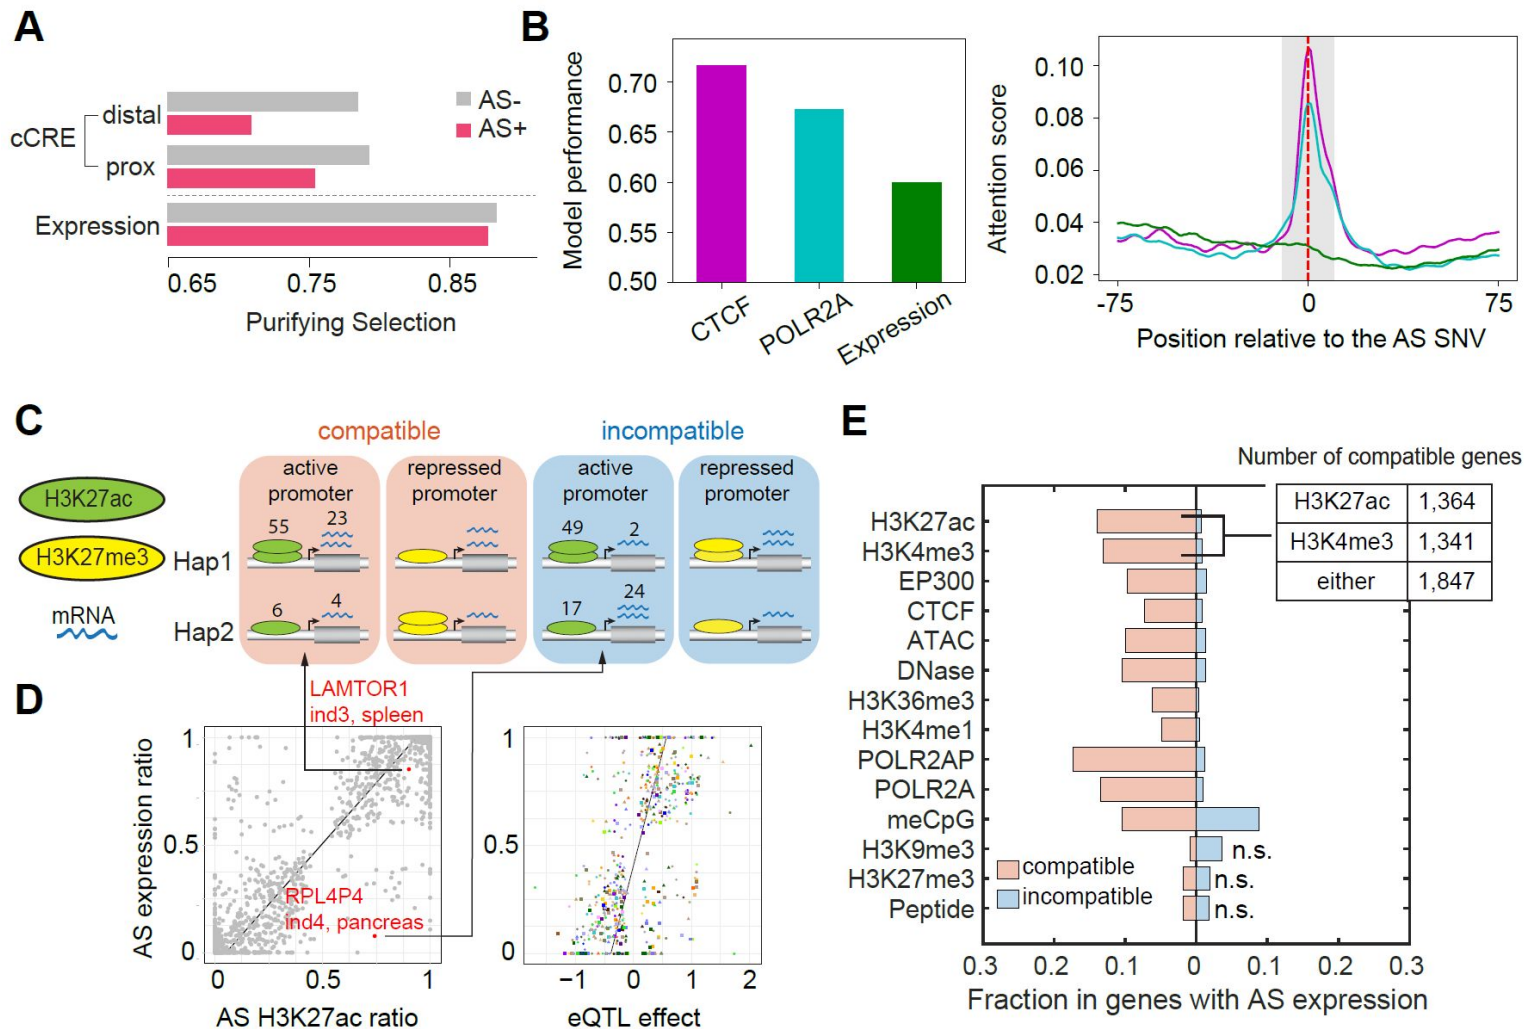 A
distal
cCRE
prox
Expression
AS-
AS+
0.65 0.75 0.85
Purifying Selection
B
Model performance
0.70
0.65
0.60
0.55
0.50
CTCF
POLR2A
Expression
Attention score
0.10
0.08
0.06
0.04
0.02
-75 0 75
Position relative to the AS SNV
C
compatible
incompatible
active
promoter
repressed
promoter
active
promoter
repressed
promoter
H3K27ac
H3K27me3
mRNA
Hap1
55 23
49 2
Hap2
6 4
17 24
D
LAMTOR1
ind3, spleen
RPL4P4
ind4, pancreas
AS expression ratio
1
0.5
0
0 0.5 1
AS H3K27ac ratio
1
0.5
0
−1 0 1 2
eQTL effect
E
Number of compatible genes
H3K27ac 1,364
H3K4me3 1,341
either 1,847
H3K27ac
H3K4me3
EP300
CTCF
ATAC
DNase
H3K36me3
H3K4me1
POLR2AP
POLR2A
meCpG
H3K9me3
H3K27me3
Peptide
n.s.
n.s.
n.s.
compatible
incompatible
0.3 0.2 0.1 0 0.1 0.2 0.3
Fraction in genes with AS expression